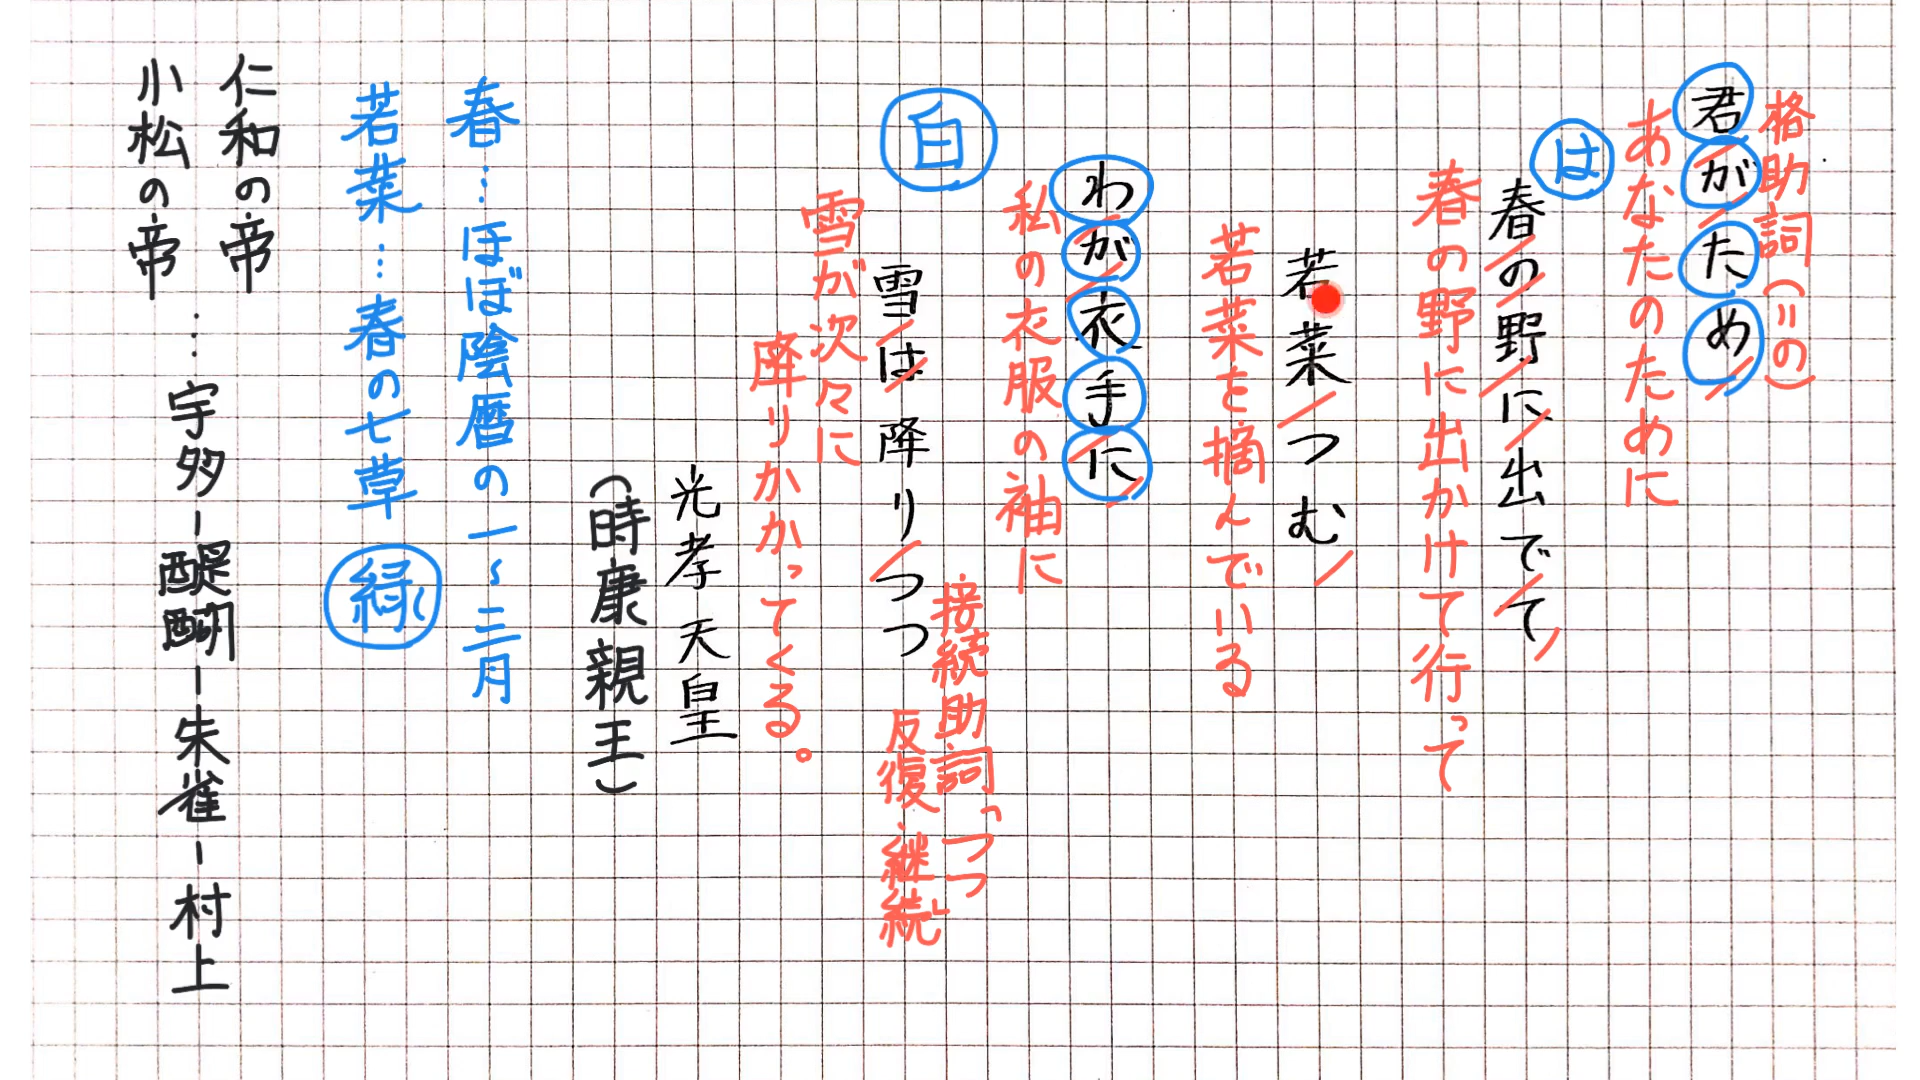 格助詞(=の)
君がため
あなたのために
は
春の野に出でて
春の野に出かけて行って
若菜つむ
若菜を摘んでいる
わが衣手に
私の衣服の袖に
白
接続助詞「つつ」
反復・継続
雪は降りつつ
雪が次々に
降りかかってくる。
光孝天皇
(時康親王)
春…ほぼ陰暦の一~三月
若菜…春の七草 緑
仁和の帝
小松の帝
…宇多-醍醐-朱雀-村上